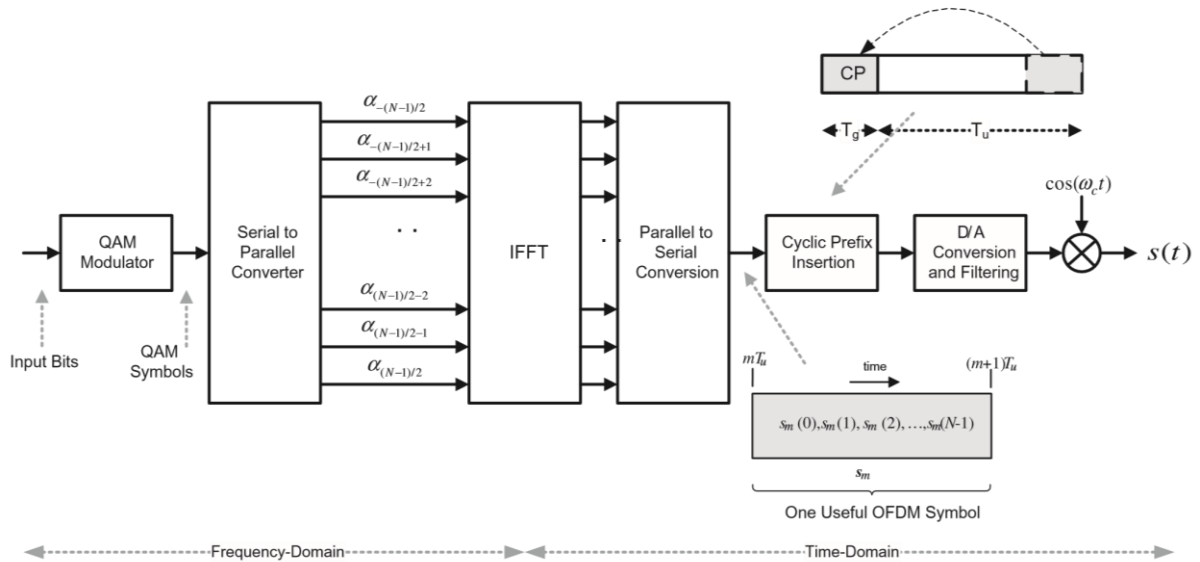 CP
T_g
T_u
cos(ω_c t)
α_{-(N-1)/2}
α_{-(N-1)/2+1}
α_{-(N-1)/2+2}
. .
α_{(N-1)/2-2}
α_{(N-1)/2-1}
α_{(N-1)/2}
QAM
Modulator
Serial to
Parallel
Converter
IFFT
. .
Parallel to
Serial
Conversion
Cyclic Prefix
Insertion
D/A
Conversion
and Filtering
s(t)
Input Bits
QAM
Symbols
mT_u
time
(m+1)T_u
s_m (0),s_m(1), s_m (2), ...,s_m(N-1)
s_m
One Useful OFDM Symbol
Frequency-Domain
Time-Domain